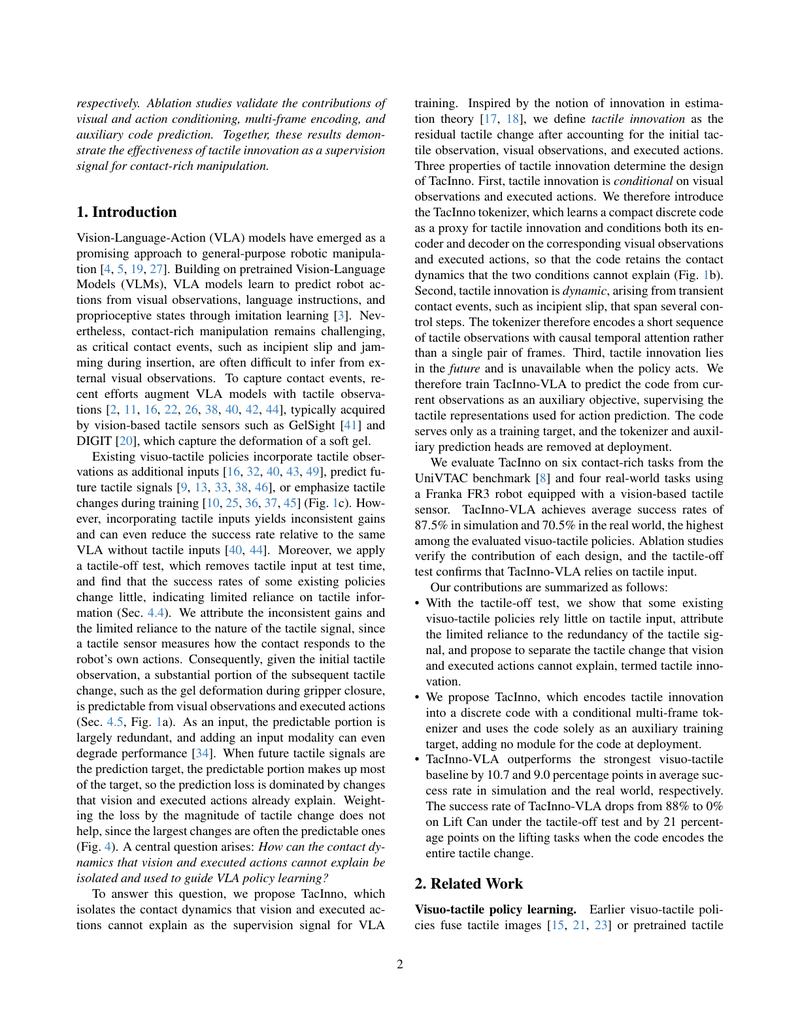 respectively. Ablation studies validate the contributions of
visual and action conditioning, multi-frame encoding, and
auxiliary code prediction. Together, these results demon-
strate the effectiveness of tactile innovation as a supervision
signal for contact-rich manipulation.
1. Introduction
Vision-Language-Action (VLA) models have emerged as a
promising approach to general-purpose robotic manipula-
tion [4, 5, 19, 27]. Building on pretrained Vision-Language
Models (VLMs), VLA models learn to predict robot ac-
tions from visual observations, language instructions, and
proprioceptive states through imitation learning [3]. Nev-
ertheless, contact-rich manipulation remains challenging,
as critical contact events, such as incipient slip and jam-
ming during insertion, are often difficult to infer from ex-
ternal visual observations. To capture contact events, re-
cent efforts augment VLA models with tactile observa-
tions [2, 11, 16, 22, 26, 38, 40, 42, 44], typically acquired
by vision-based tactile sensors such as GelSight [41] and
DIGIT [20], which capture the deformation of a soft gel.
Existing visuo-tactile policies incorporate tactile obser-
vations as additional inputs [16, 32, 40, 43, 49], predict fu-
ture tactile signals [9, 13, 33, 38, 46], or emphasize tactile
changes during training [10, 25, 36, 37, 45] (Fig. 1c). How-
ever, incorporating tactile inputs yields inconsistent gains
and can even reduce the success rate relative to the same
VLA without tactile inputs [40, 44]. Moreover, we apply
a tactile-off test, which removes tactile input at test time,
and find that the success rates of some existing policies
change little, indicating limited reliance on tactile infor-
mation (Sec. 4.4). We attribute the inconsistent gains and
the limited reliance to the nature of the tactile signal, since
a tactile sensor measures how the contact responds to the
robot's own actions. Consequently, given the initial tactile
observation, a substantial portion of the subsequent tactile
change, such as the gel deformation during gripper closure,
is predictable from visual observations and executed actions
(Sec. 4.5, Fig. 1a). As an input, the predictable portion is
largely redundant, and adding an input modality can even
degrade performance [34]. When future tactile signals are
the prediction target, the predictable portion makes up most
of the target, so the prediction loss is dominated by changes
that vision and executed actions already explain. Weight-
ing the loss by the magnitude of tactile change does not
help, since the largest changes are often the predictable ones
(Fig. 4). A central question arises: How can the contact dy-
namics that vision and executed actions cannot explain be
isolated and used to guide VLA policy learning?
To answer this question, we propose TacInno, which
isolates the contact dynamics that vision and executed ac-
tions cannot explain as the supervision signal for VLA
training. Inspired by the notion of innovation in estima-
tion theory [17, 18], we define tactile innovation as the
residual tactile change after accounting for the initial tac-
tile observation, visual observations, and executed actions.
Three properties of tactile innovation determine the design
of TacInno. First, tactile innovation is conditional on visual
observations and executed actions. We therefore introduce
the TacInno tokenizer, which learns a compact discrete code
as a proxy for tactile innovation and conditions both its en-
coder and decoder on the corresponding visual observations
and executed actions, so that the code retains the contact
dynamics that the two conditions cannot explain (Fig. 1b).
Second, tactile innovation is dynamic, arising from transient
contact events, such as incipient slip, that span several con-
trol steps. The tokenizer therefore encodes a short sequence
of tactile observations with causal temporal attention rather
than a single pair of frames. Third, tactile innovation lies
in the future and is unavailable when the policy acts. We
therefore train TacInno-VLA to predict the code from cur-
rent observations as an auxiliary objective, supervising the
tactile representations used for action prediction. The code
serves only as a training target, and the tokenizer and auxil-
iary prediction heads are removed at deployment.
We evaluate TacInno on six contact-rich tasks from the
UniVTAC benchmark [8] and four real-world tasks using
a Franka FR3 robot equipped with a vision-based tactile
sensor. TacInno-VLA achieves average success rates of
87.5% in simulation and 70.5% in the real world, the highest
among the evaluated visuo-tactile policies. Ablation studies
verify the contribution of each design, and the tactile-off
test confirms that TacInno-VLA relies on tactile input.
Our contributions are summarized as follows:
• With the tactile-off test, we show that some existing
visuo-tactile policies rely little on tactile input, attribute
the limited reliance to the redundancy of the tactile sig-
nal, and propose to separate the tactile change that vision
and executed actions cannot explain, termed tactile inno-
vation.
• We propose TacInno, which encodes tactile innovation
into a discrete code with a conditional multi-frame tok-
enizer and uses the code solely as an auxiliary training
target, adding no module for the code at deployment.
• TacInno-VLA outperforms the strongest visuo-tactile
baseline by 10.7 and 9.0 percentage points in average suc-
cess rate in simulation and the real world, respectively.
The success rate of TacInno-VLA drops from 88% to 0%
on Lift Can under the tactile-off test and by 21 percent-
age points on the lifting tasks when the code encodes the
entire tactile change.
2. Related Work
Visuo-tactile policy learning. Earlier visuo-tactile poli-
cies fuse tactile images [15, 21, 23] or pretrained tactile
2